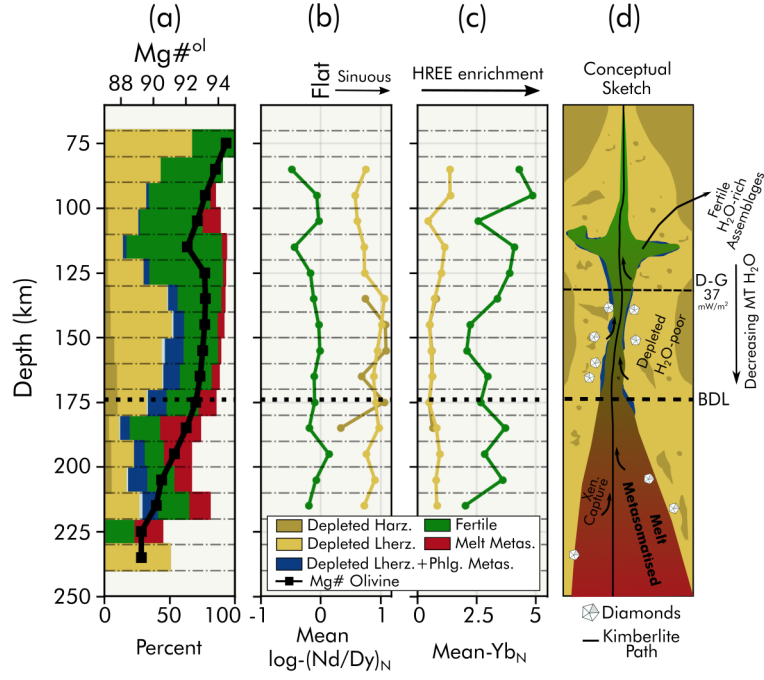 (a)
(b)
(c)
(d)
Mg#ol
88 90 92 94
Flat
Sinuous
HREE enrichment
Conceptual
Sketch
Depth (km)
75
100
125
150
175
200
225
250
0 50 100
Percent
-1 0 1
Mean
log-(Nd/Dy)N
0 2.5 5
Mean-YbN
Depleted Harz.
Depleted Lherz.
Depleted Lherz.+Phlg. Metas.
Mg# Olivine
Fertile
Melt Metas.
Fertile
H2O-rich
Assemblages
D-G
37
mW/m2
Decreasing MT H2O
Depleted
H2O-poor
BDL
Xen.
Capture
Melt
Metasomatised
Diamonds
Kimberlite
Path